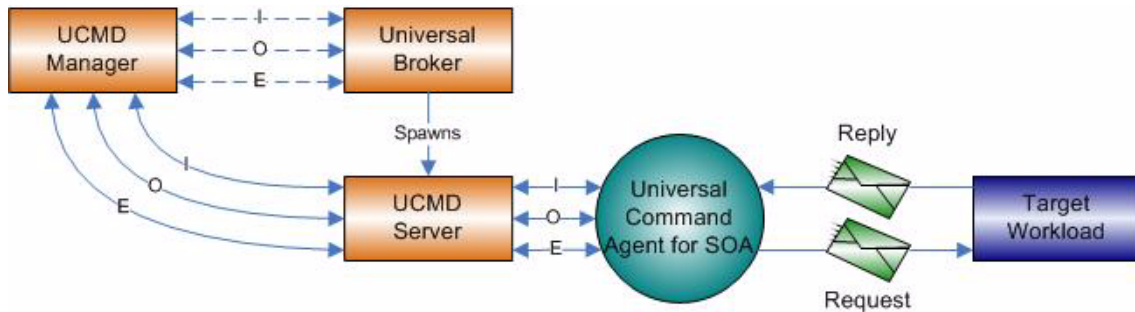 UCMD
Manager
I
O
E
Universal
Broker
Spawns
I
O
E
UCMD
Server
I
O
E
Universal
Command
Agent for SOA
Reply
Request
Target
Workload